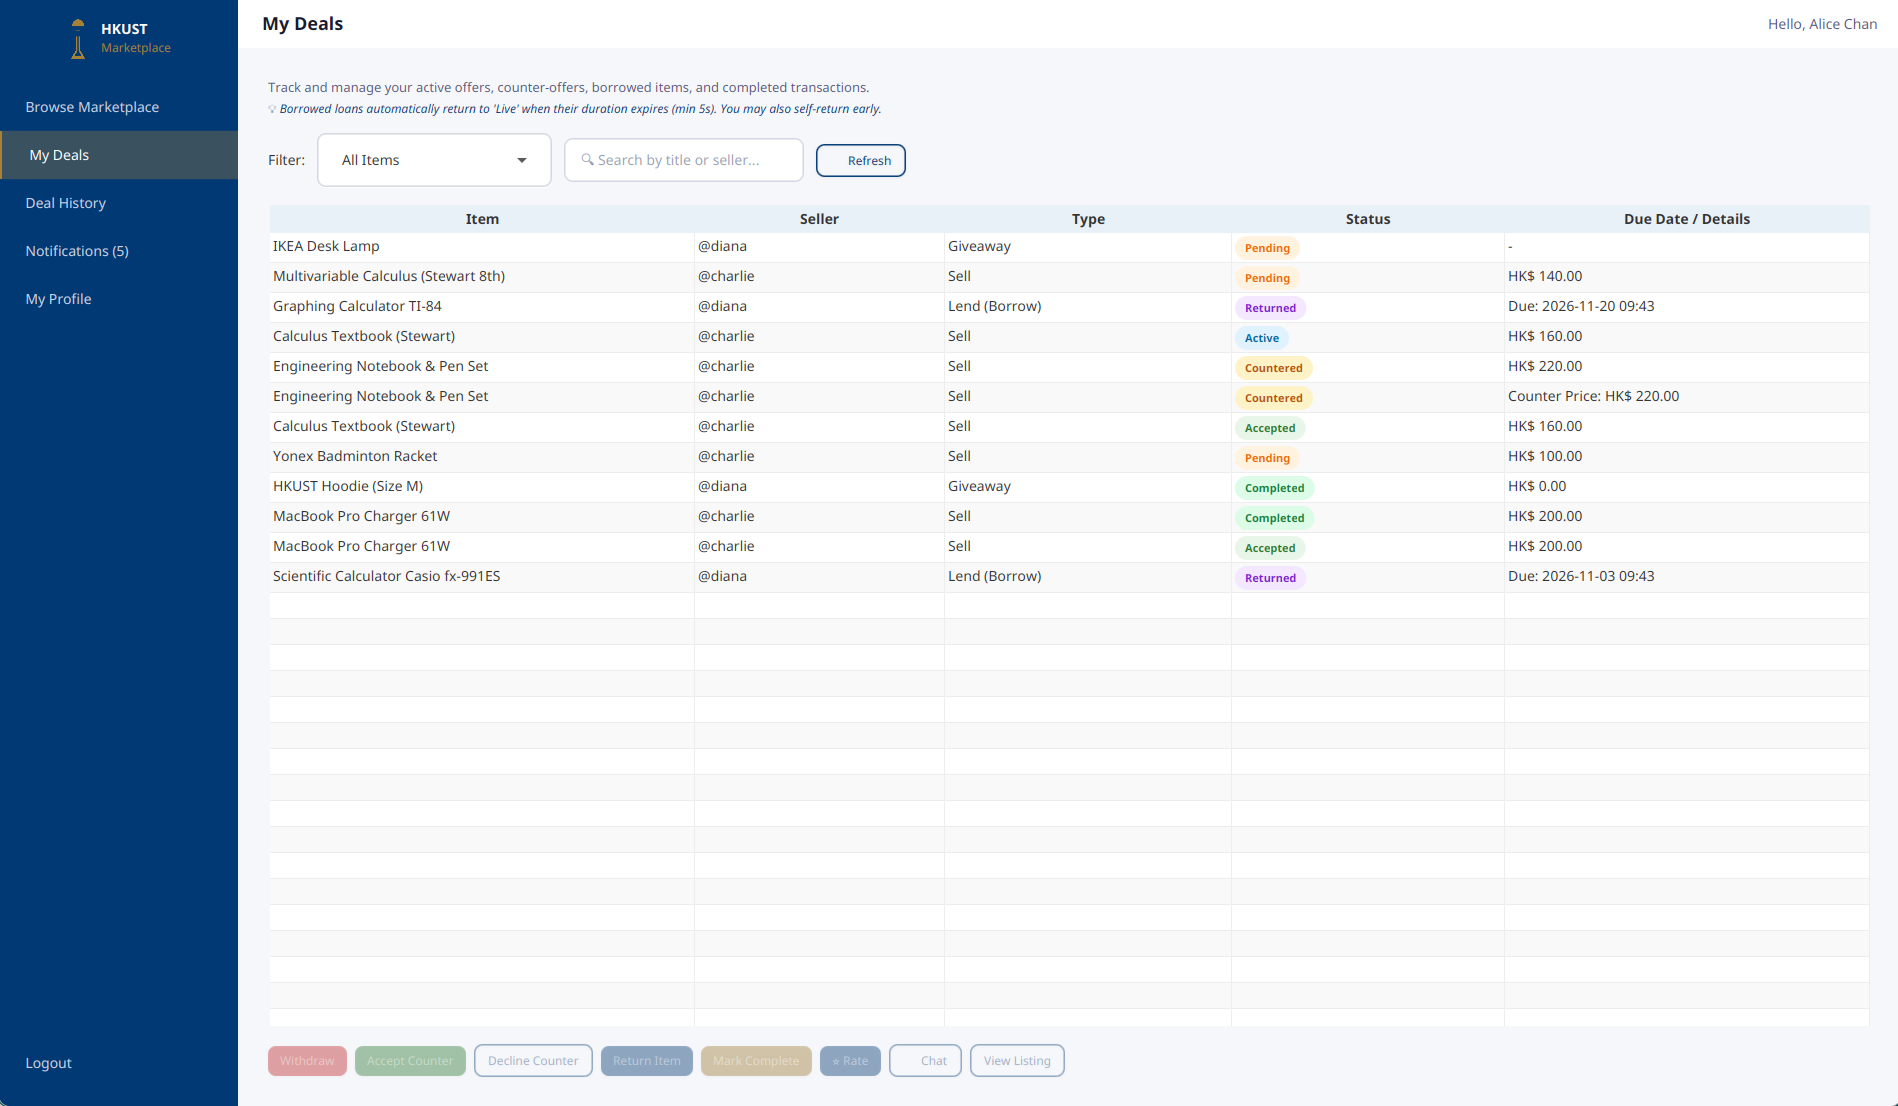 HKUST
Marketplace
Browse Marketplace
My Deals
Deal History
Notifications (5)
My Profile
Logout
My Deals
Hello, Alice Chan
Track and manage your active offers, counter-offers, borrowed items, and completed transactions.
💡 Borrowed loans automatically return to 'Live' when their duration expires (min 5s). You may also self-return early.
Filter: All Items 🔍 Search by title or seller... Refresh
Item Seller Type Status Due Date / Details
IKEA Desk Lamp @diana Giveaway Pending -
Multivariable Calculus (Stewart 8th) @charlie Sell Pending HK$ 140.00
Graphing Calculator TI-84 @diana Lend (Borrow) Returned Due: 2026-11-20 09:43
Calculus Textbook (Stewart) @charlie Sell Active HK$ 160.00
Engineering Notebook & Pen Set @charlie Sell Countered HK$ 220.00
Engineering Notebook & Pen Set @charlie Sell Countered Counter Price: HK$ 220.00
Calculus Textbook (Stewart) @charlie Sell Accepted HK$ 160.00
Yonex Badminton Racket @charlie Sell Pending HK$ 100.00
HKUST Hoodie (Size M) @diana Giveaway Completed HK$ 0.00
MacBook Pro Charger 61W @charlie Sell Completed HK$ 200.00
MacBook Pro Charger 61W @charlie Sell Accepted HK$ 200.00
Scientific Calculator Casio fx-991ES @diana Lend (Borrow) Returned Due: 2026-11-03 09:43
Withdraw Accept Counter Decline Counter Return Item Mark Complete ⭐ Rate Chat View Listing